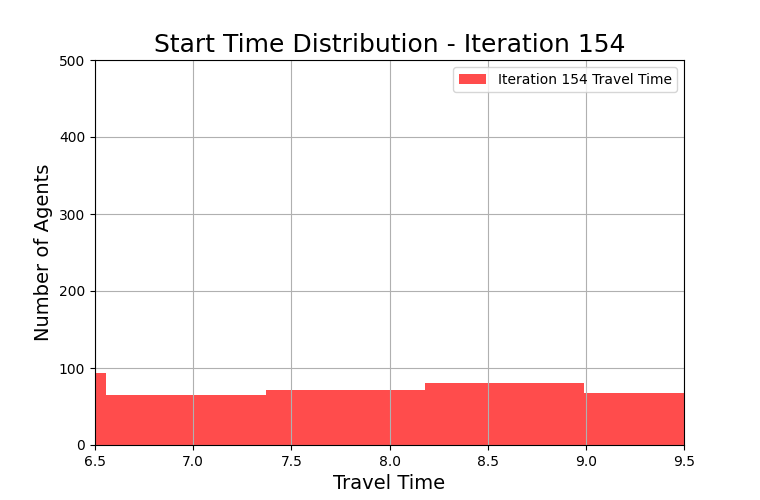 Start Time Distribution - Iteration 154
500
400
300
200
100
0
Number of Agents
Iteration 154 Travel Time
6.5 7.0 7.5 8.0 8.5 9.0 9.5
Travel Time